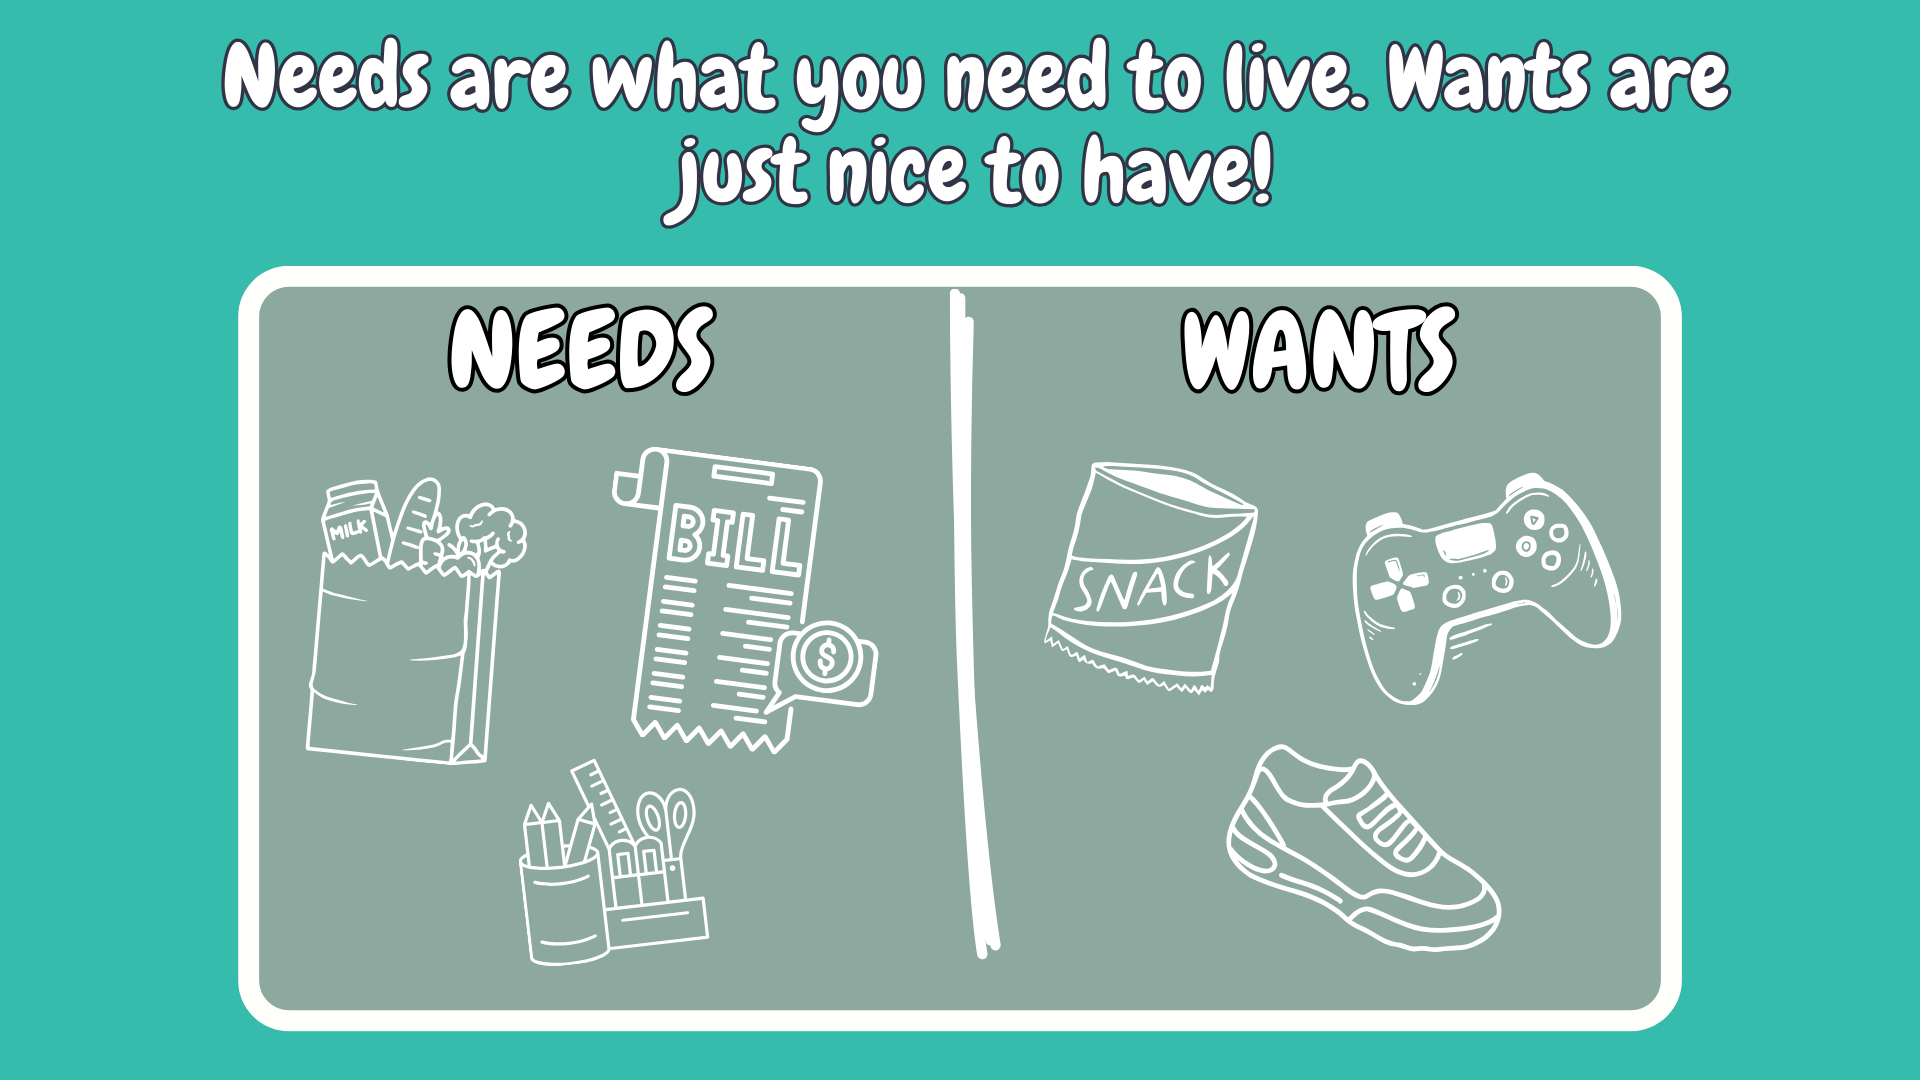 Needs are what you need to live. Wants are
just nice to have!
NEEDS
WANTS
MILK
BILL
$
SNACK